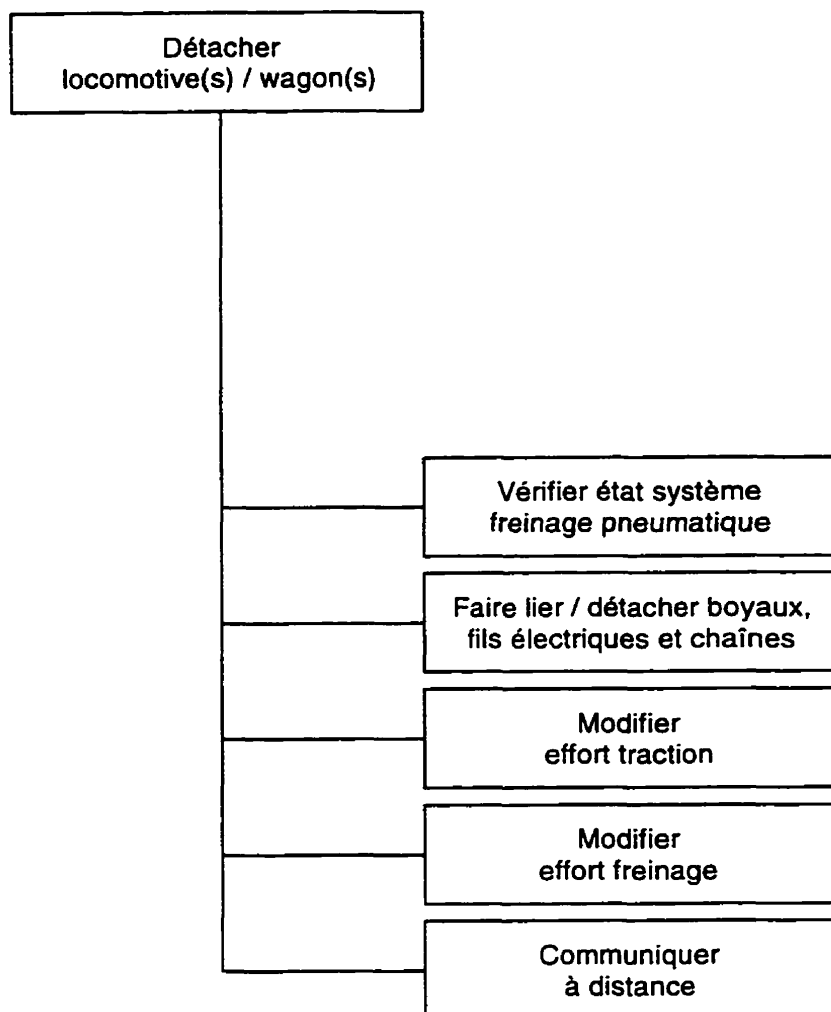 Détacher
locomotive(s) / wagon(s)
Vérifier état système
freinage pneumatique
Faire lier / détacher boyaux,
fils électriques et chaînes
Modifier
effort traction
Modifier
effort freinage
Communiquer
à distance